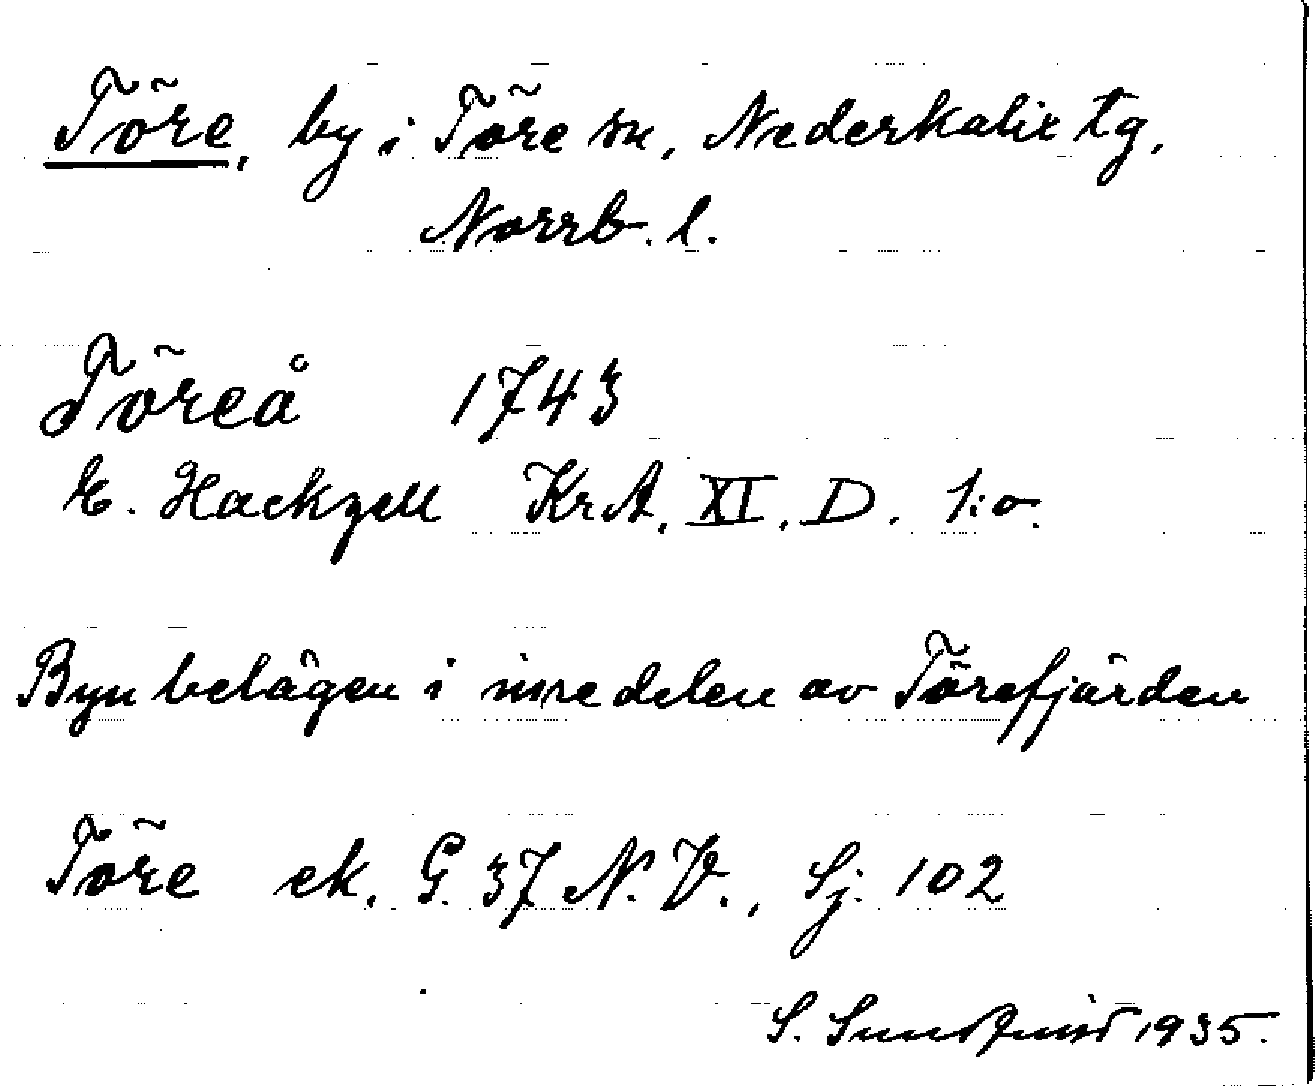 Töre, by i Töre sn, Nederkalix tg,
Norrb. l.
Töreå 1743
E. Hackzell KrA. XI. D. 1:o.
Byn belägen i inre delen av Törefjärden
Töre ek. G. 37 N. V., Sj. 102
S. Sundqvist 1935.